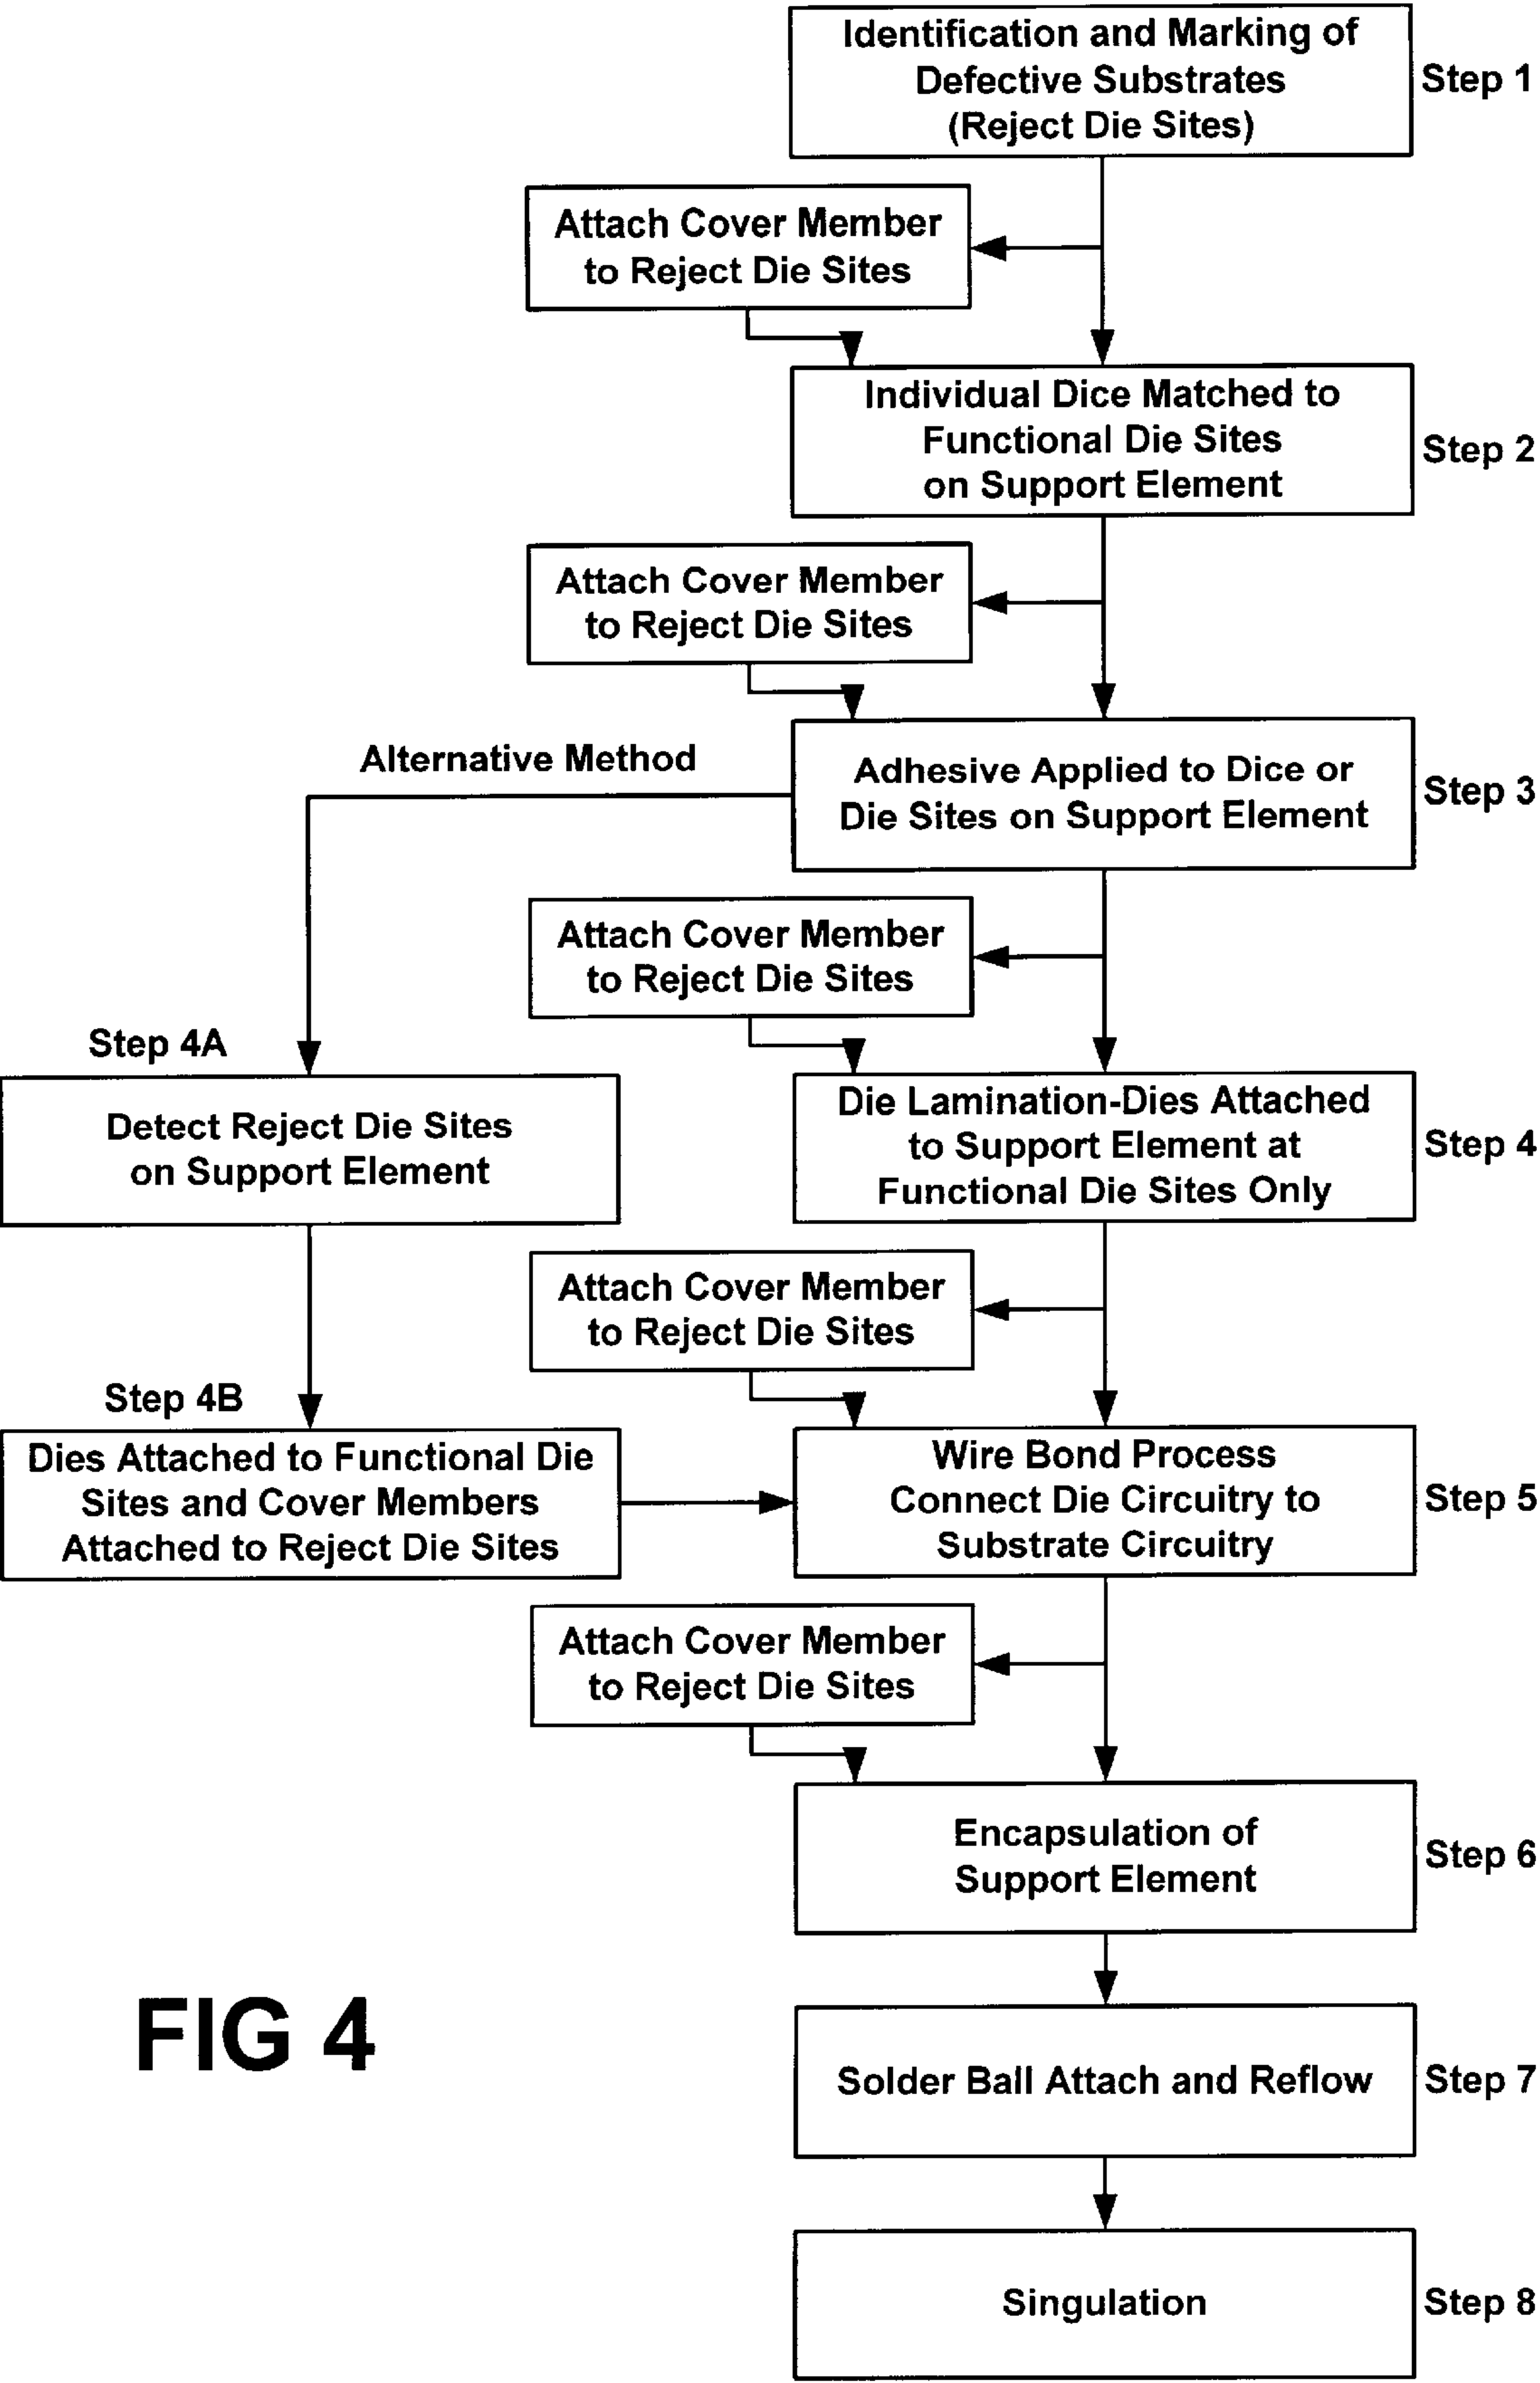 Identification and Marking of
Defective Substrates
(Reject Die Sites)
Step 1
Attach Cover Member
to Reject Die Sites
Individual Dice Matched to
Functional Die Sites
on Support Element
Step 2
Attach Cover Member
to Reject Die Sites
Alternative Method
Adhesive Applied to Dice or
Die Sites on Support Element
Step 3
Attach Cover Member
to Reject Die Sites
Step 4A
Detect Reject Die Sites
on Support Element
Die Lamination-Dies Attached
to Support Element at
Functional Die Sites Only
Step 4
Attach Cover Member
to Reject Die Sites
Step 4B
Dies Attached to Functional Die
Sites and Cover Members
Attached to Reject Die Sites
Wire Bond Process
Connect Die Circuitry to
Substrate Circuitry
Step 5
Attach Cover Member
to Reject Die Sites
Encapsulation of
Support Element
Step 6
FIG 4
Solder Ball Attach and Reflow
Step 7
Singulation
Step 8